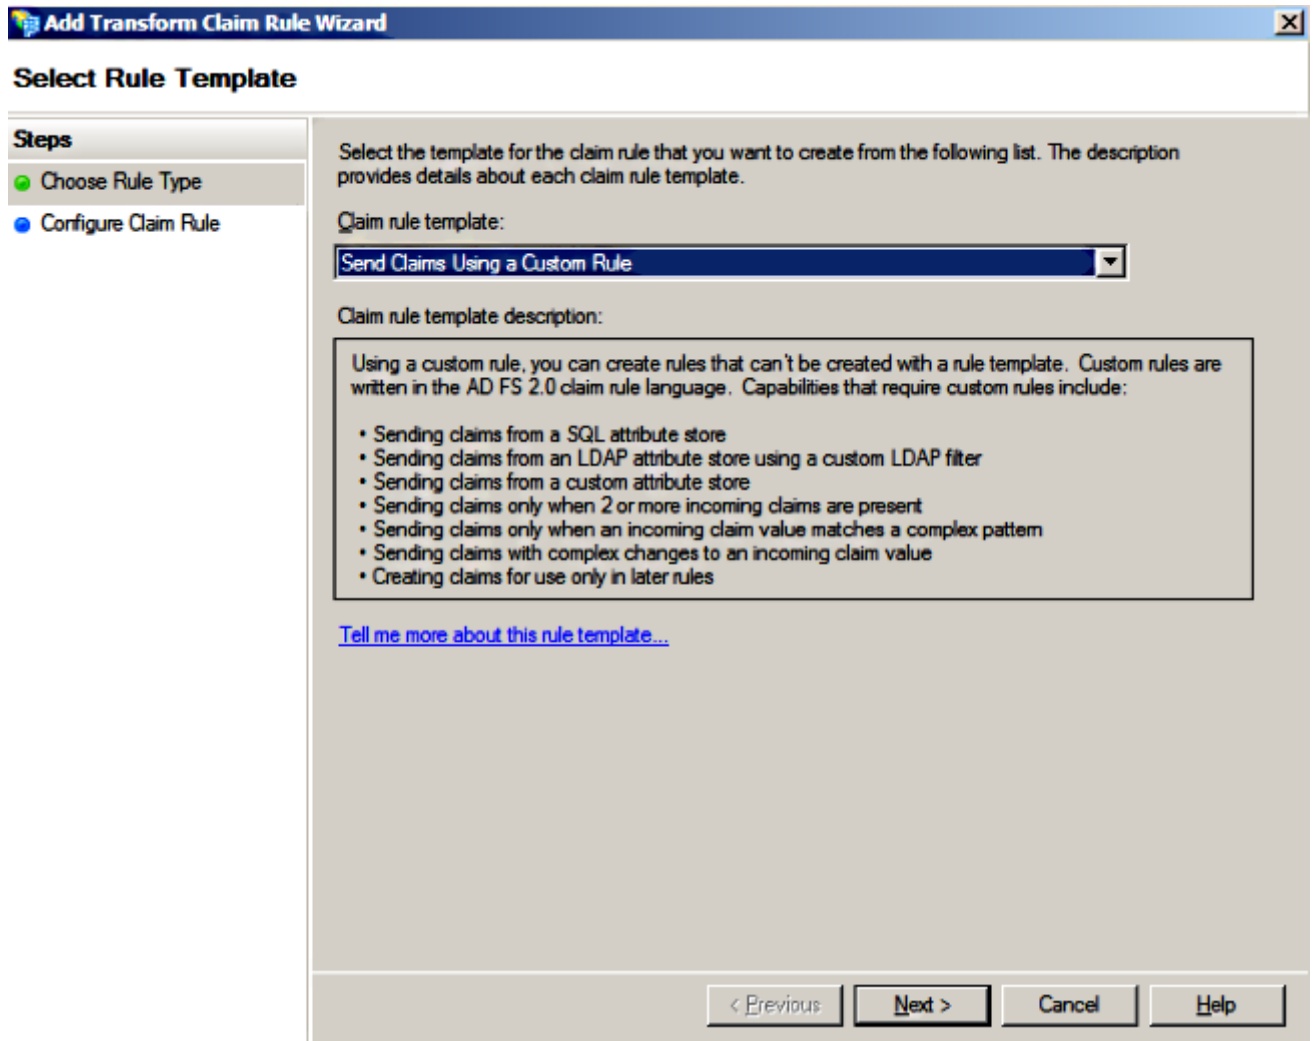 Add Transform Claim Rule Wizard
Select Rule Template
Steps
Choose Rule Type
Configure Claim Rule
Select the template for the claim rule that you want to create from the following list. The description
provides details about each claim rule template.
Claim rule template:
Send Claims Using a Custom Rule
Claim rule template description:
Using a custom rule, you can create rules that can't be created with a rule template. Custom rules are
written in the AD FS 2.0 claim rule language. Capabilities that require custom rules include:
• Sending claims from a SQL attribute store
• Sending claims from an LDAP attribute store using a custom LDAP filter
• Sending claims from a custom attribute store
• Sending claims only when 2 or more incoming claims are present
• Sending claims only when an incoming claim value matches a complex pattern
• Sending claims with complex changes to an incoming claim value
• Creating claims for use only in later rules
Tell me more about this rule template...
< Previous
Next >
Cancel
Help